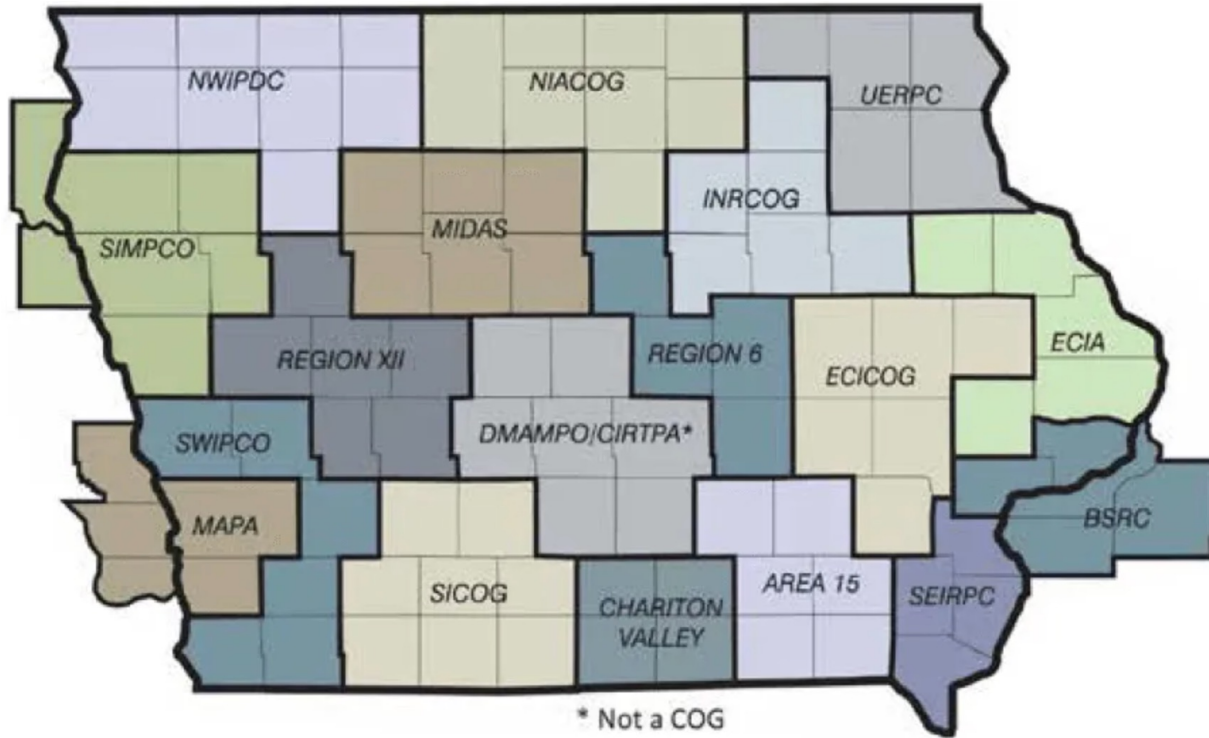 NWIPDC
NIACOG
UERPC
INRCOG
SIMPCO
MIDAS
REGION XII
REGION 6
ECICOG
ECIA
SWIPCO
DMAMPO/CIRTPA*
MAPA
BSRC
SICOG
CHARITON
VALLEY
AREA 15
SEIRPC
* Not a COG